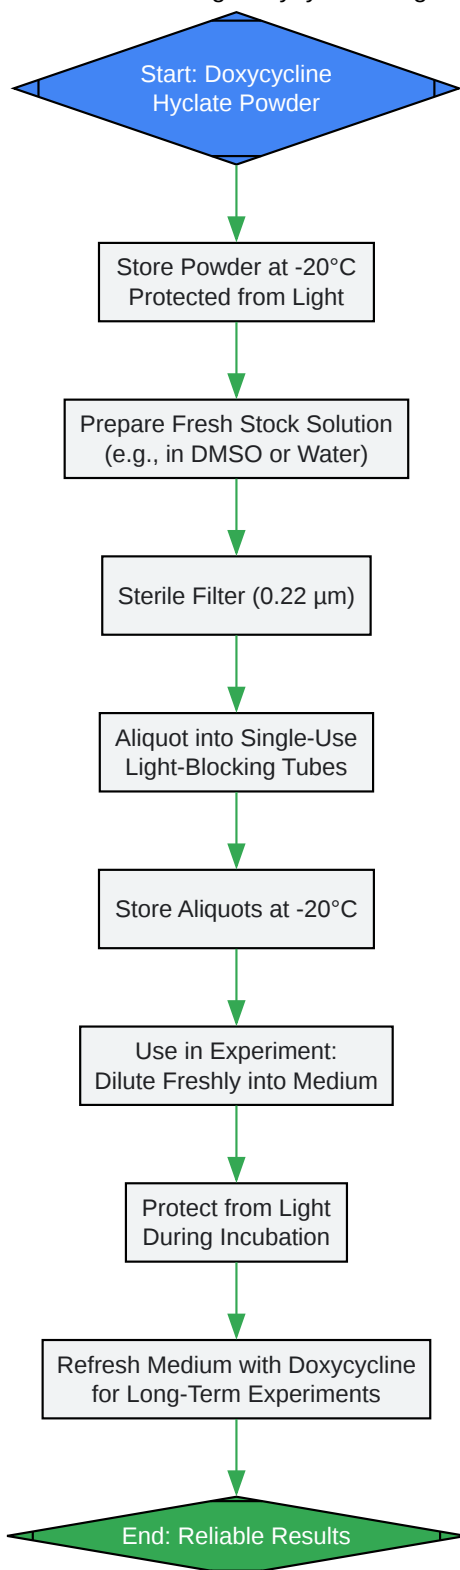 Start: Doxycycline
Hyclate Powder
Store Powder at -20°C
Protected from Light
Prepare Fresh Stock Solution
(e.g., in DMSO or Water)
Sterile Filter (0.22 µm)
Aliquot into Single-Use
Light-Blocking Tubes
Store Aliquots at -20°C
Use in Experiment:
Dilute Freshly into Medium
Protect from Light
During Incubation
Refresh Medium with Doxycycline
for Long-Term Experiments
End: Reliable Results